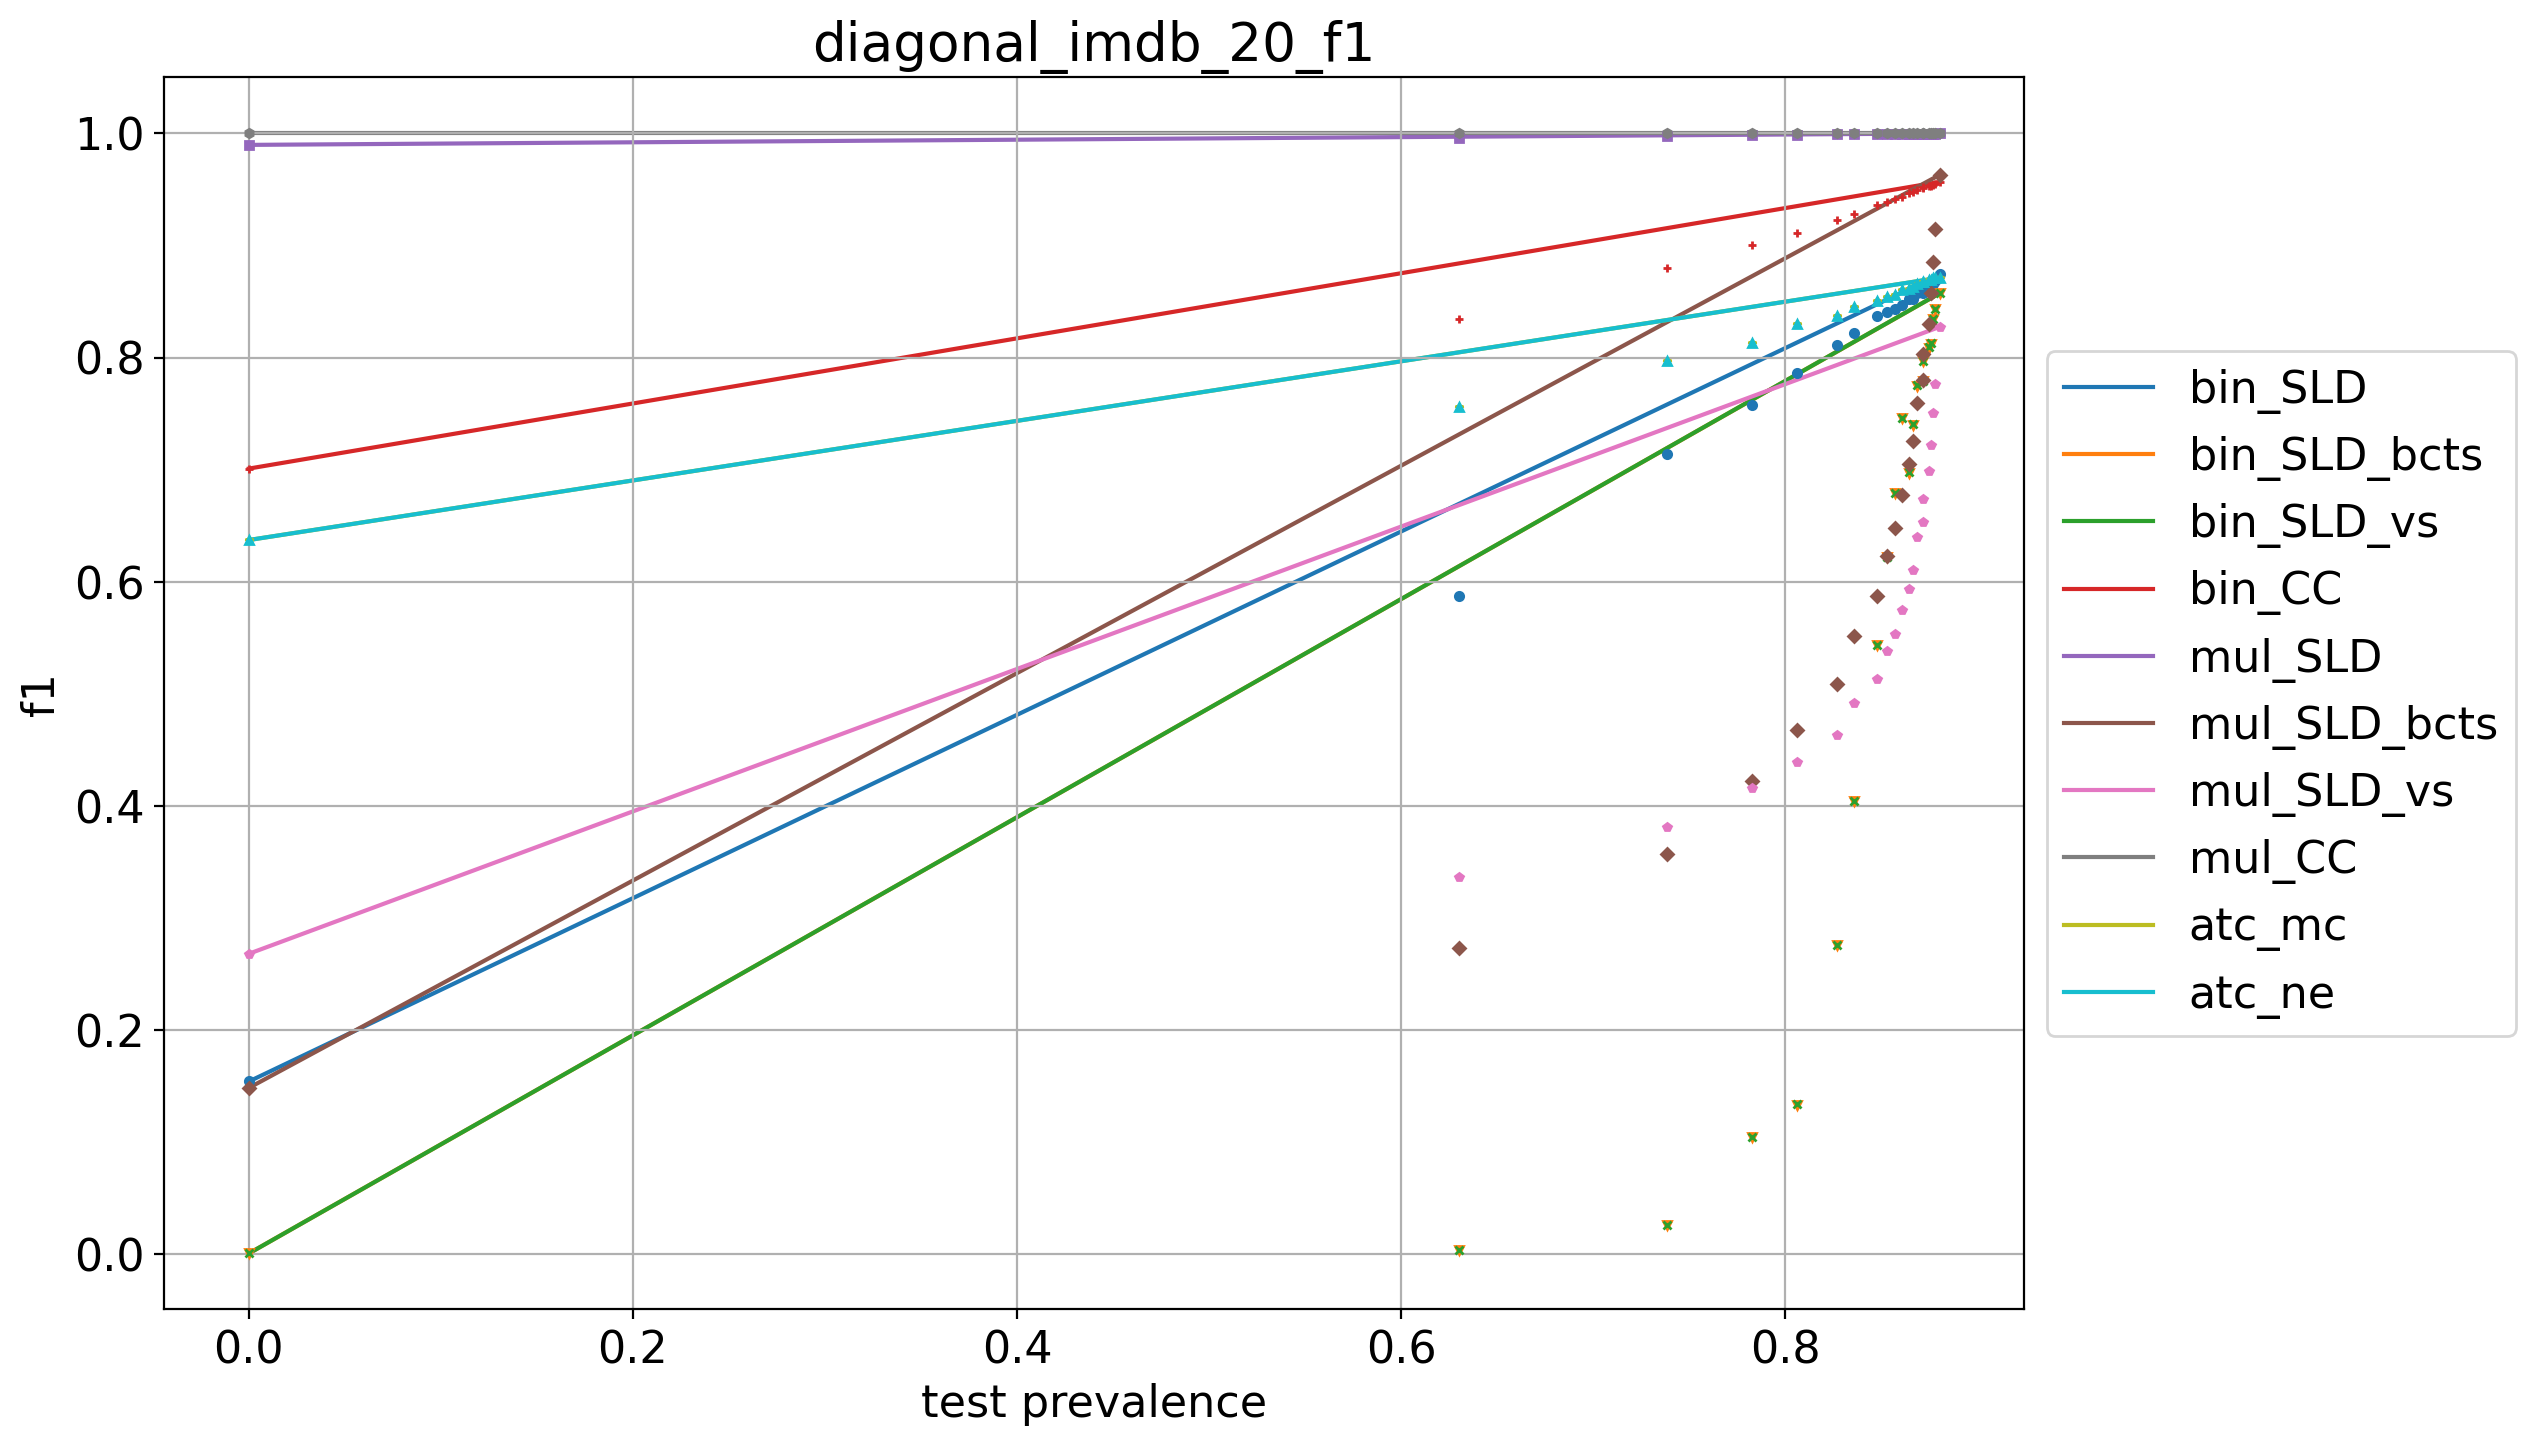 diagonal_imdb_20_f1
1.0
0.8
0.6
0.4
0.2
0.0
f1
0.0 0.2 0.4 0.6 0.8
test prevalence
bin_SLD
bin_SLD_bcts
bin_SLD_vs
bin_CC
mul_SLD
mul_SLD_bcts
mul_SLD_vs
mul_CC
atc_mc
atc_ne